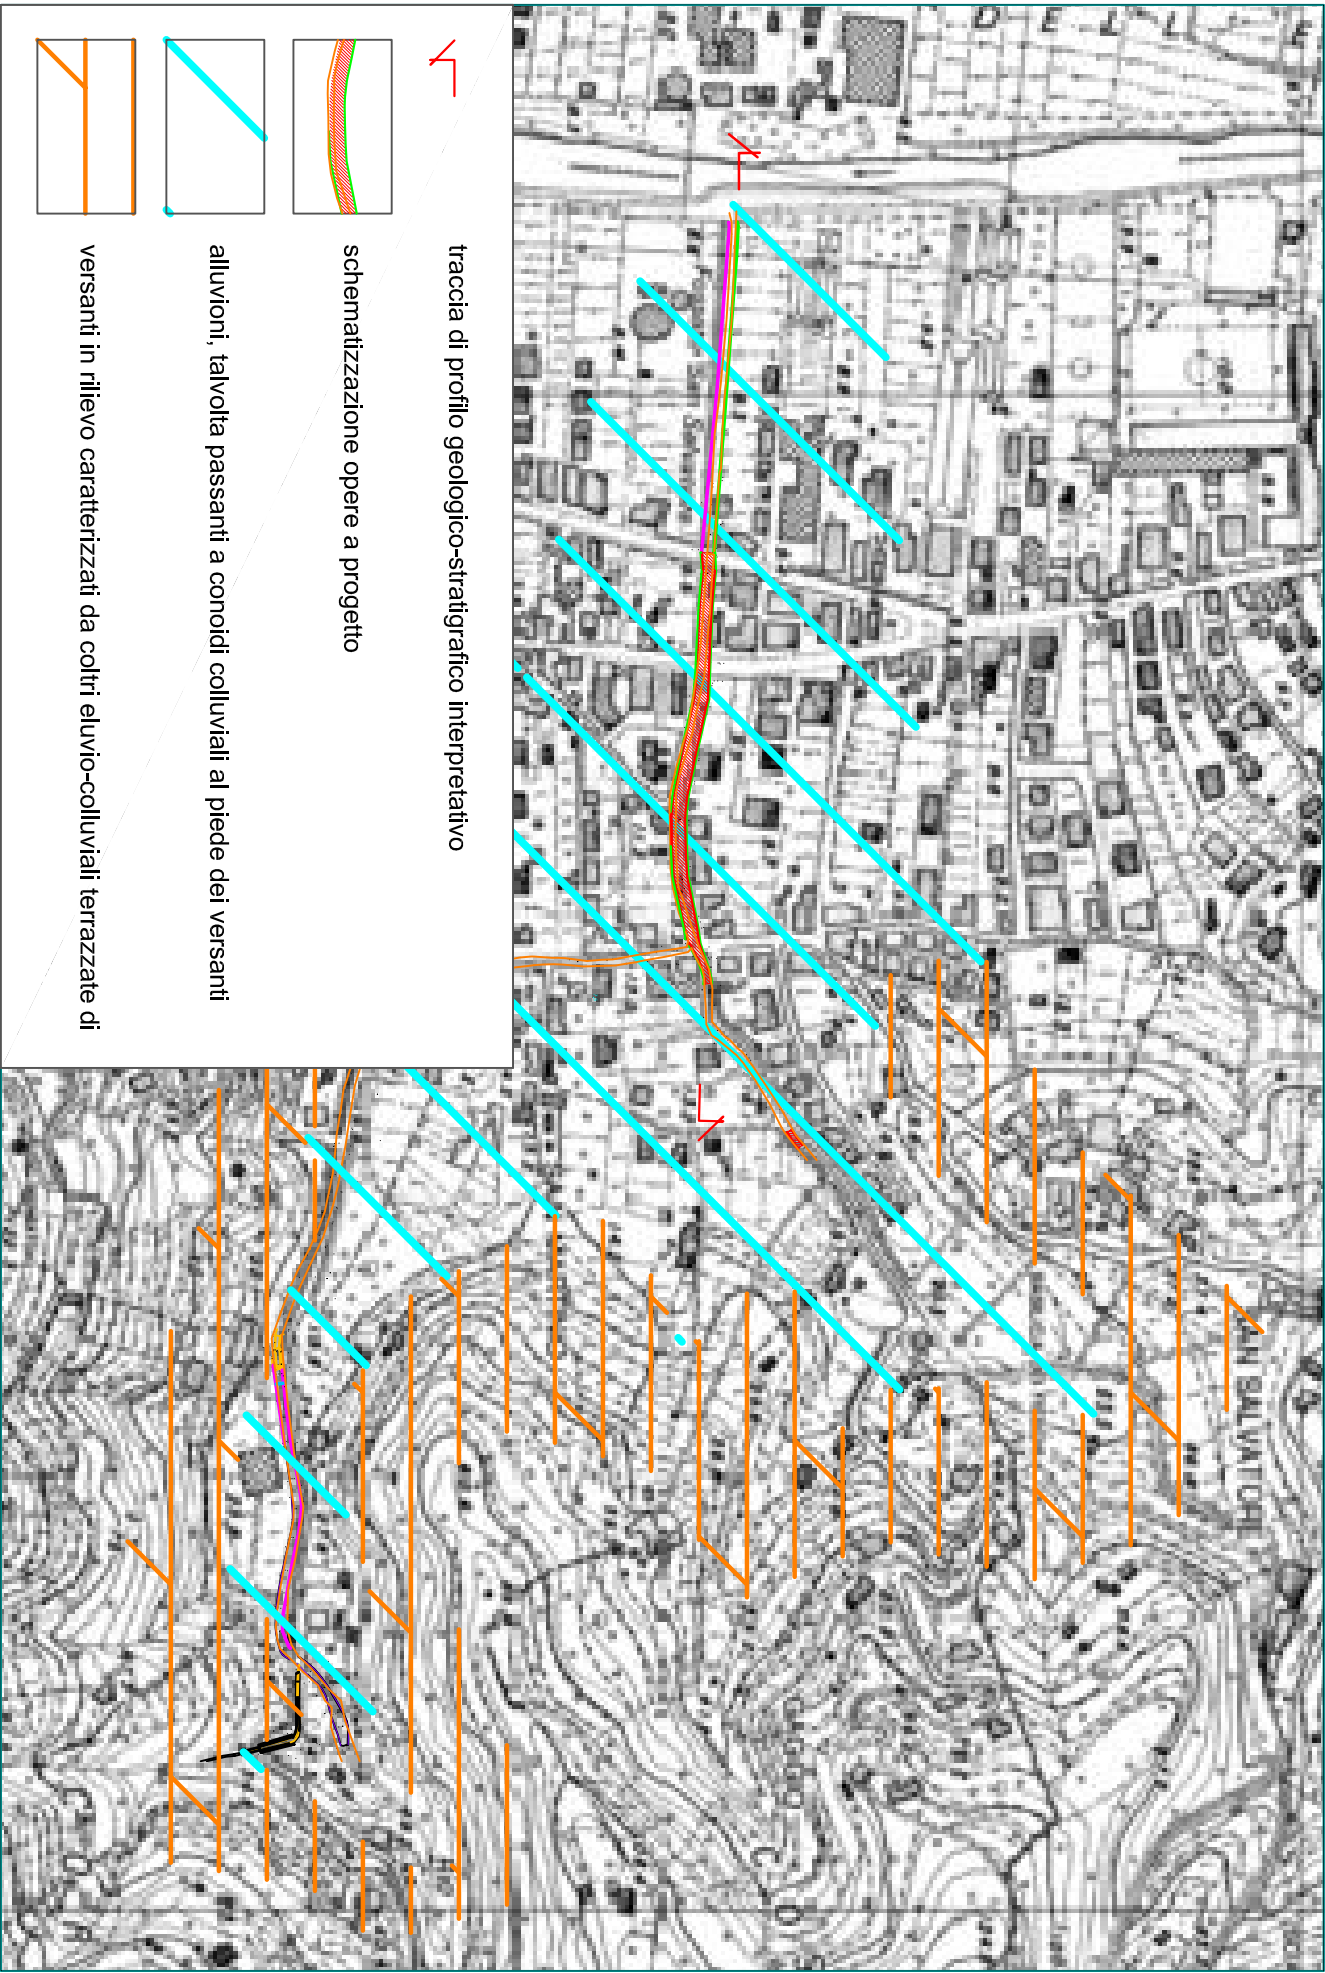 traccia di profilo geologico-stratigrafico interpretativo
schematizzazione opere a progetto
alluvioni, talvolta passanti a conoidi colluviali al piede dei versanti
versanti in rilievo caratterizzati da coltri eluvio-colluviali terrazzate di